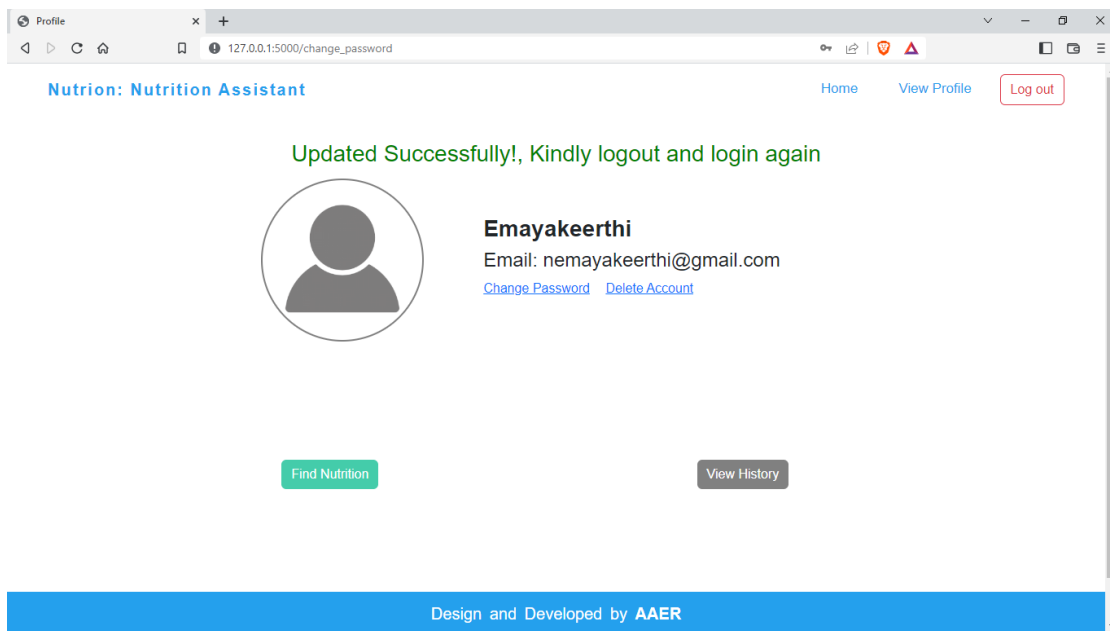 Profile
127.0.0.1:5000/change_password
Nutrion: Nutrition Assistant
Home
View Profile
Log out
Updated Successfully!, Kindly logout and login again
Emayakeerthi
Email: nemayakeerthi@gmail.com
Change Password Delete Account
Find Nutrition
View History
Design and Developed by AAER